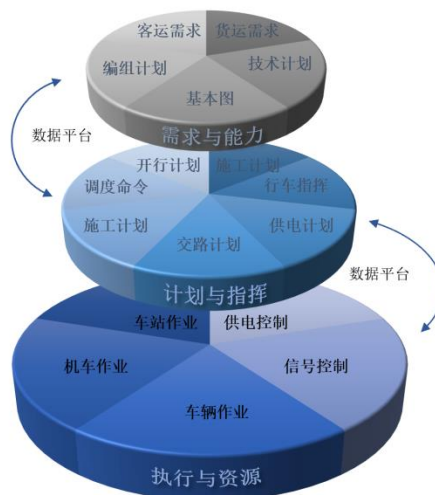 客运需求 货运需求
编组计划 技术计划
基本图
数据平台
需求与能力
开行计划 施工计划
调度命令 行车指挥
施工计划 供电计划
交路计划
数据平台
计划与指挥
车站作业 供电控制
机车作业 信号控制
车辆作业
执行与资源